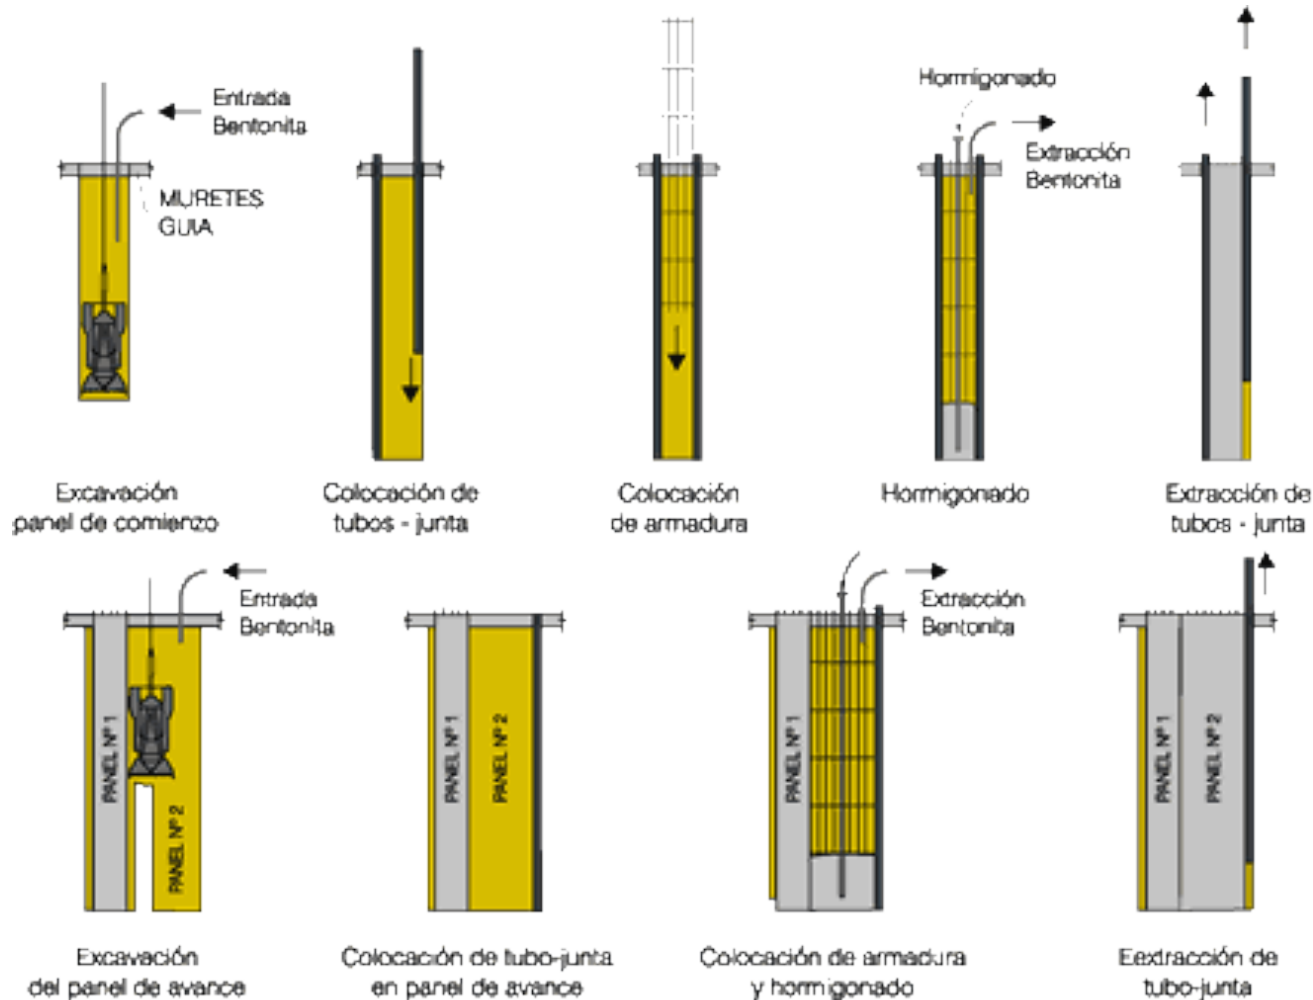 Entrada
Bentonita
MURETES
GUIA
Hormigonado
Extracción
Bentonita
Excavación
panel de comienzo
Colocación de
tubos - junta
Colocación
de armadura
Hormigonado
Extracción de
tubos - junta
Entrada
Bentonita
PANEL Nº 1
PANEL Nº 2
PANEL Nº 1
PANEL Nº 2
Extracción
Bentonita
PANEL Nº 1
PANEL Nº 1
PANEL Nº 2
Excavación
del panel de avance
Colocación de tubo-junta
en panel de avance
Colocación de armadura
y hormigonado
Eextracción de
tubo-junta